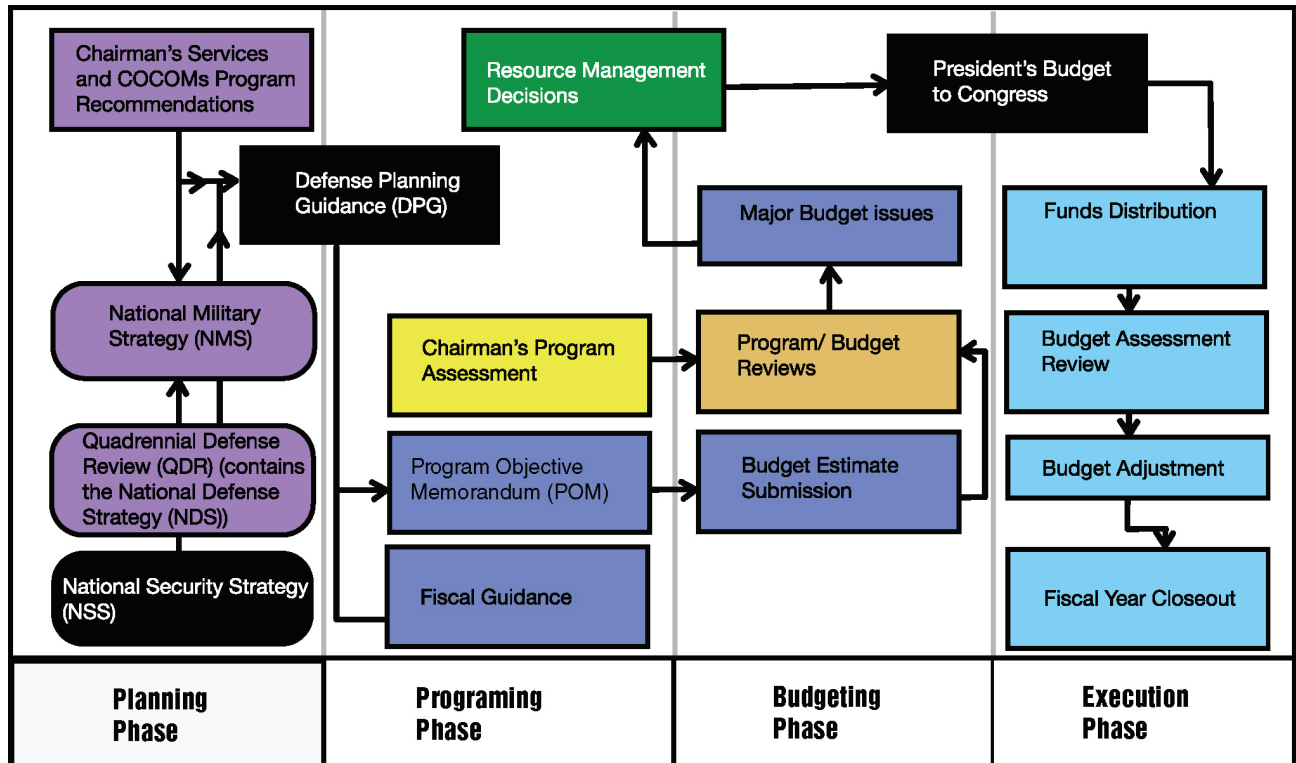 Chairman's Services
and COCOMs Program
Recommendations
Defense Planning
Guidance (DPG)
National Military
Strategy (NMS)
Quadrennial Defense
Review (QDR) (contains
the National Defense
Strategy (NDS))
National Security Strategy
(NSS)
Resource Management
Decisions
Chairman's Program
Assessment
Program Objective
Memorandum (POM)
Fiscal Guidance
Major Budget issues
Program/ Budget
Reviews
Budget Estimate
Submission
President's Budget
to Congress
Funds Distribution
Budget Assessment
Review
Budget Adjustment
Fiscal Year Closeout
Planning
Phase
Programing
Phase
Budgeting
Phase
Execution
Phase